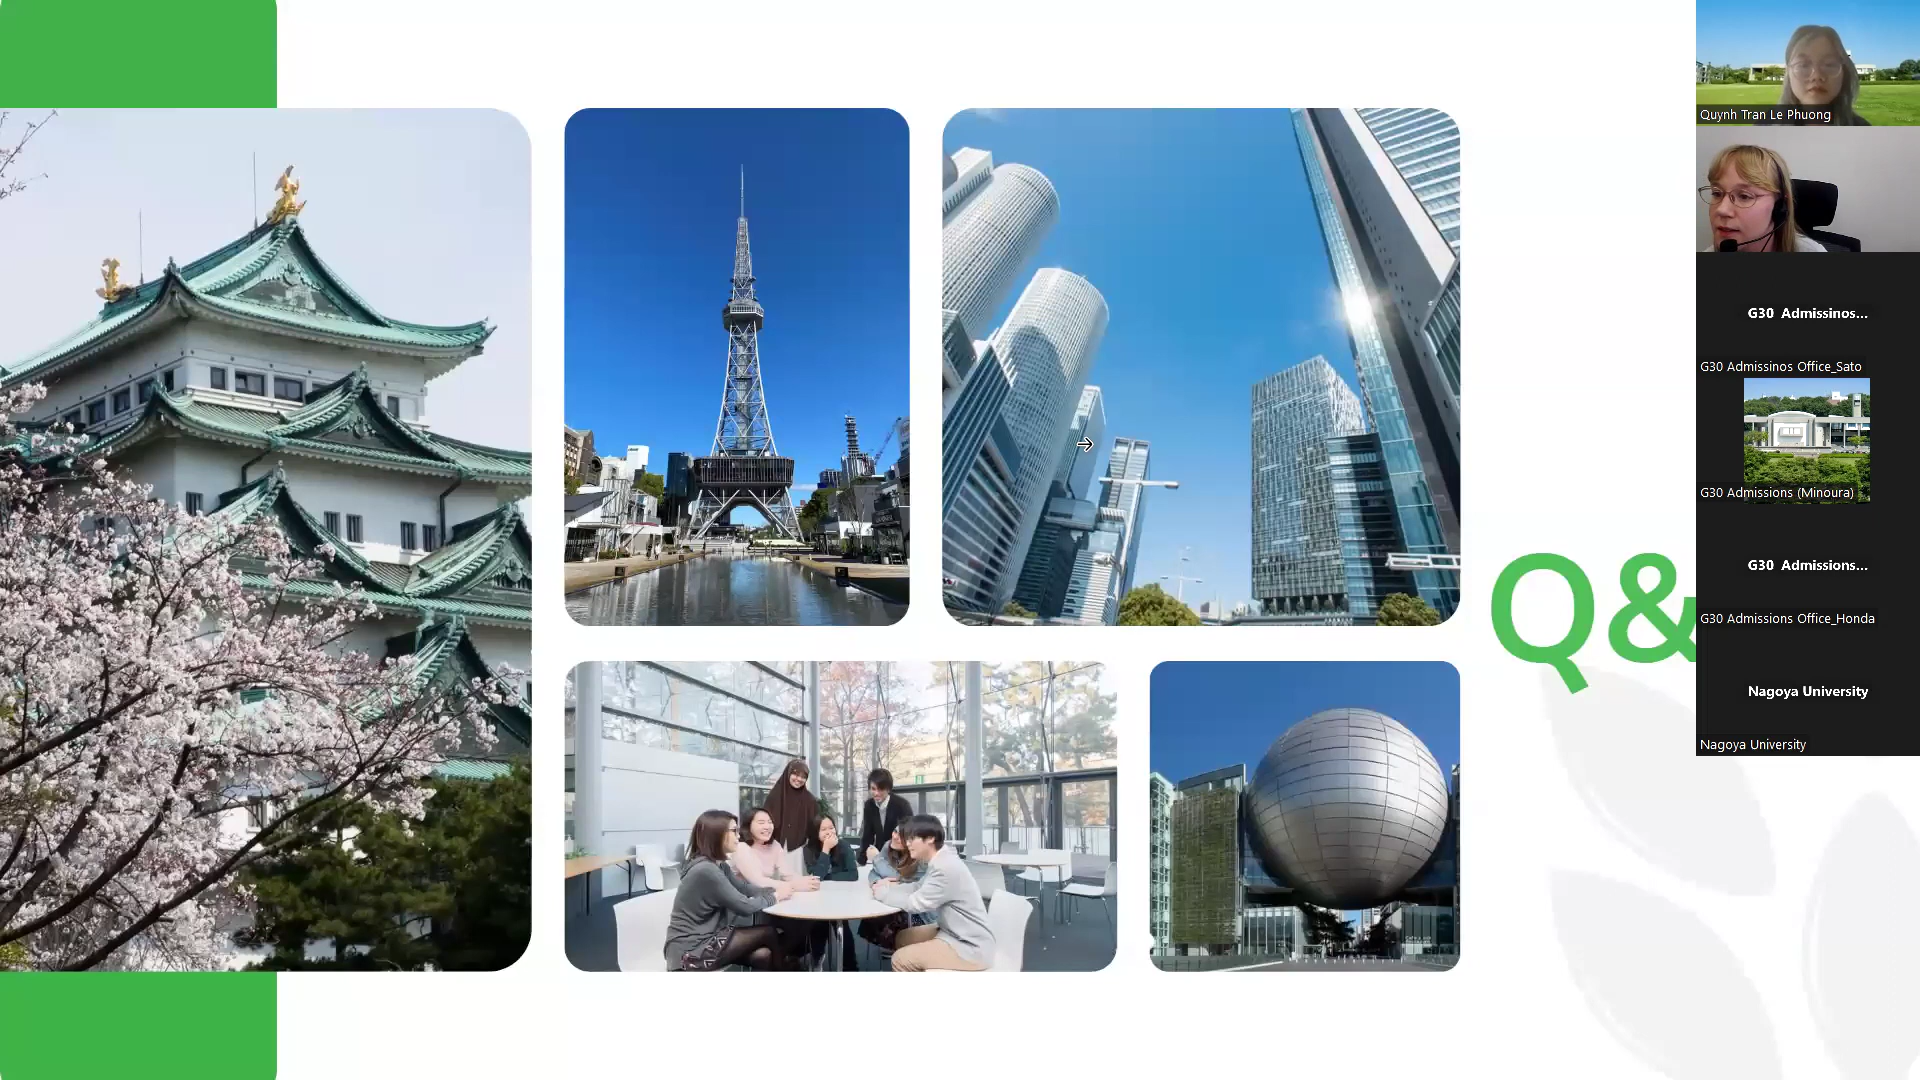 Q&
Quynh Tran Le Phuong
G30 Admissinos...
G30 Admissinos Office_Sato
G30 Admissions (Minoura)
G30 Admissions...
G30 Admissions Office_Honda
Nagoya University
Nagoya University